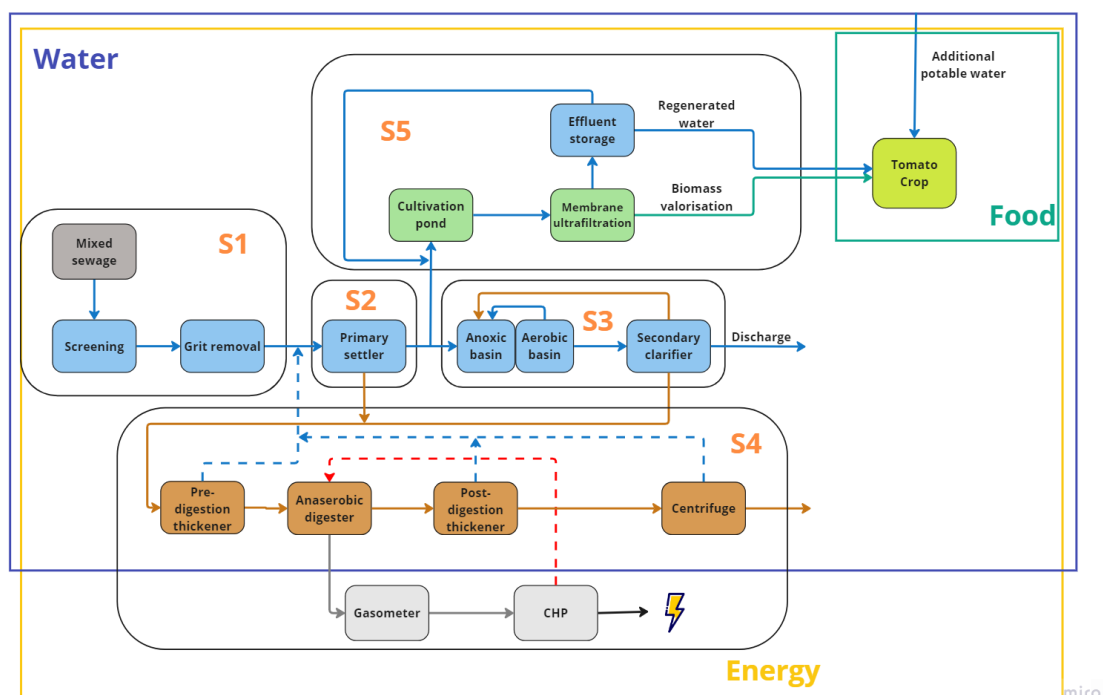 Water
Additional
potable water
Effluent
storage
Regenerated
water
S5
Tomato
Crop
Cultivation
pond
Membrane
ultrafiltration
Biomass
valorisation
Food
Mixed
sewage
S1
Screening
Grit removal
S2
Primary
settler
Anoxic
basin
Aerobic
basin
S3
Secondary
clarifier
Discharge
S4
Pre-
digestion
thickener
Anaerobic
digester
Post-
digestion
thickener
Centrifuge
Gasometer
CHP
Energy
miro